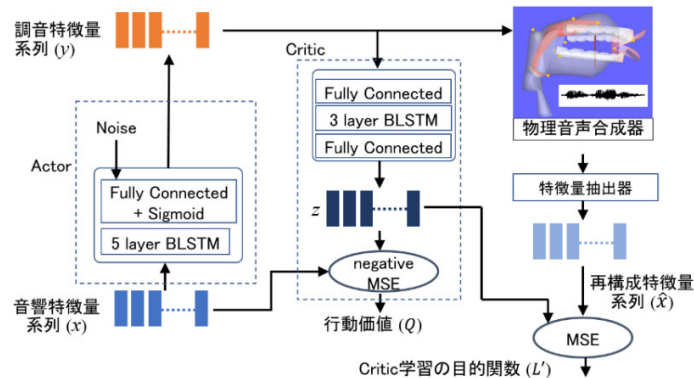 調音特徴量
系列 (y)
Critic
Fully Connected
3 layer BLSTM
Fully Connected
物理音声合成器
Noise
Actor
Fully Connected
+ Sigmoid
5 layer BLSTM
特徴量抽出器
z
negative
MSE
音響特徴量
系列 (x)
行動価値 (Q)
再構成特徴量
系列 (x̂)
MSE
Critic学習の目的関数 (L′)